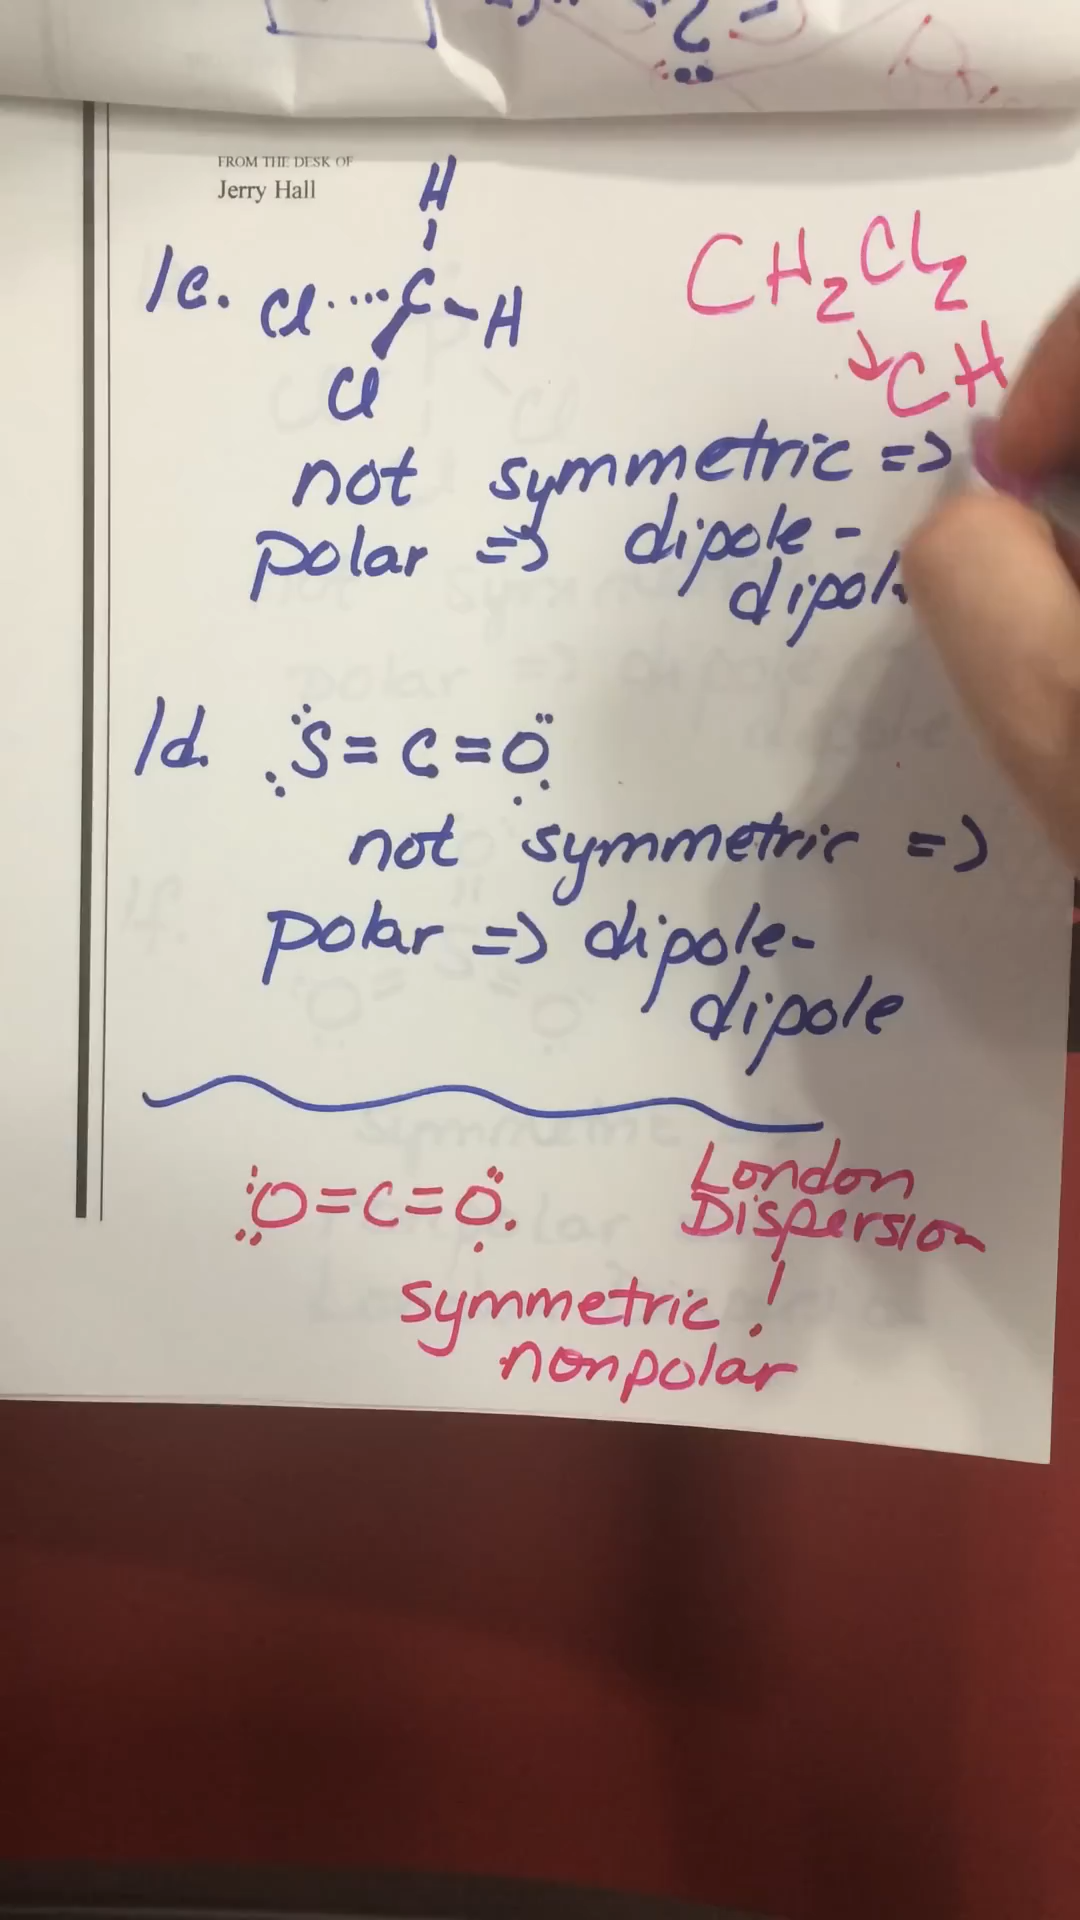 FROM THE DESK OF
Jerry Hall
H
1c. Cl C-H
Cl
CH2Cl2
→CH
not symmetric =>
polar => dipole-
dipol
1d. S=C=O
not symmetric =>
polar => dipole-
dipole
O=C=O
London
Dispersion
symmetric!
nonpolar